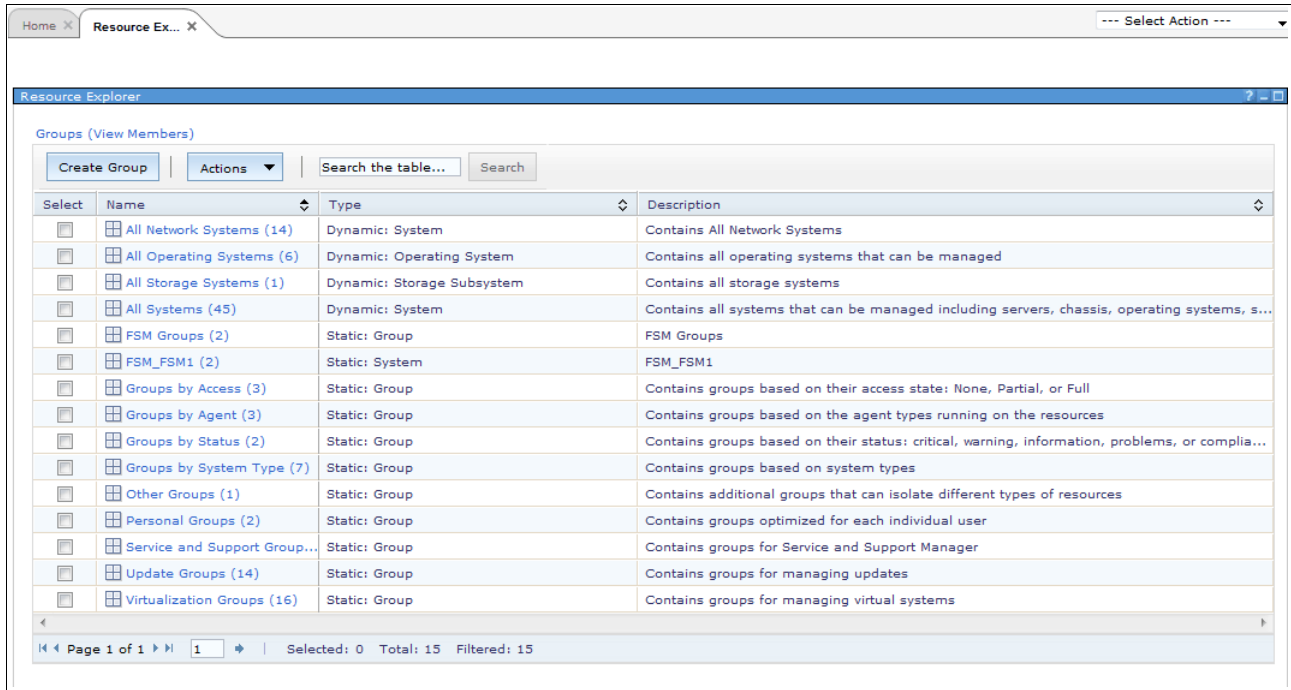 Home
Resource Ex...
--- Select Action ---
Resource Explorer
Groups (View Members)
Create Group Actions Search the table... Search
Select Name Type Description
All Network Systems (14) Dynamic: System Contains All Network Systems
All Operating Systems (6) Dynamic: Operating System Contains all operating systems that can be managed
All Storage Systems (1) Dynamic: Storage Subsystem Contains all storage systems
All Systems (45) Dynamic: System Contains all systems that can be managed including servers, chassis, operating systems, s...
FSM Groups (2) Static: Group FSM Groups
FSM_FSM1 (2) Static: System FSM_FSM1
Groups by Access (3) Static: Group Contains groups based on their access state: None, Partial, or Full
Groups by Agent (3) Static: Group Contains groups based on the agent types running on the resources
Groups by Status (2) Static: Group Contains groups based on their status: critical, warning, information, problems, or complia...
Groups by System Type (7) Static: Group Contains groups based on system types
Other Groups (1) Static: Group Contains additional groups that can isolate different types of resources
Personal Groups (2) Static: Group Contains groups optimized for each individual user
Service and Support Group... Static: Group Contains groups for Service and Support Manager
Update Groups (14) Static: Group Contains groups for managing updates
Virtualization Groups (16) Static: Group Contains groups for managing virtual systems
Page 1 of 1 1 Selected: 0 Total: 15 Filtered: 15